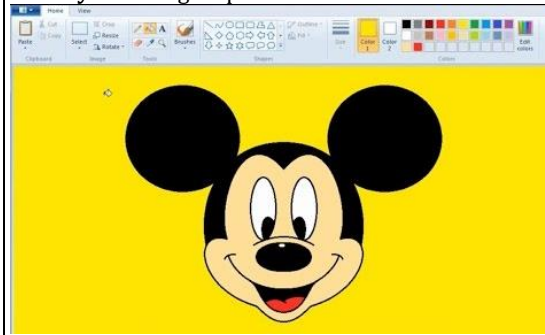 Home View
Cut
Copy
Paste
Clipboard
Select
Crop
Resize
Rotate
Image
A
Tools
Brushes
Outline
Fill
Shapes
Size
Color 1
Color 2
Colors
Edit colors